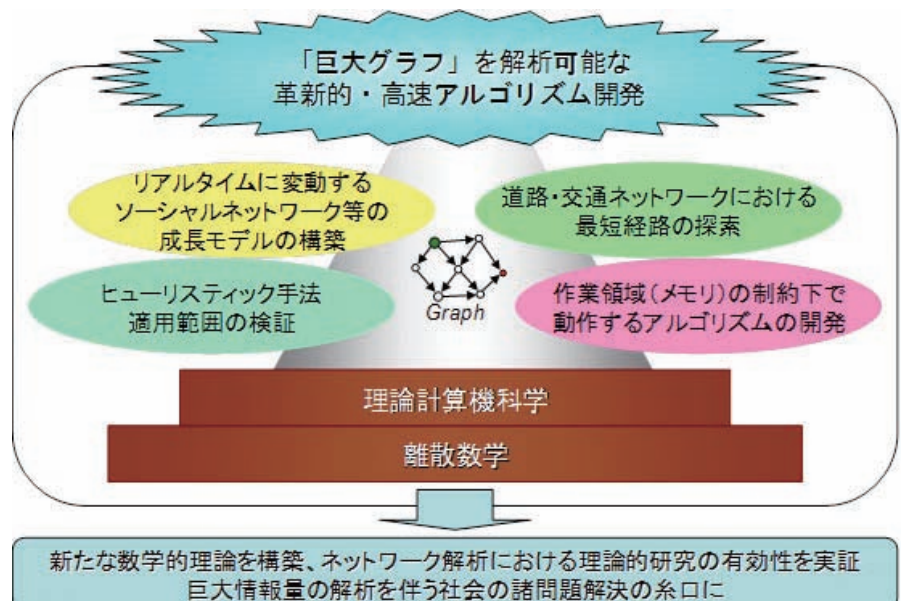 「巨大グラフ」を解析可能な
革新的・高速アルゴリズム開発
リアルタイムに変動する
ソーシャルネットワーク等の
成長モデルの構築
道路・交通ネットワークにおける
最短経路の探索
ヒューリスティック手法
適用範囲の検証
Graph
作業領域(メモリ)の制約下で
動作するアルゴリズムの開発
理論計算機科学
離散数学
新たな数学的理論を構築、ネットワーク解析における理論的研究の有効性を実証
巨大情報量の解析を伴う社会の諸問題解決の糸口に